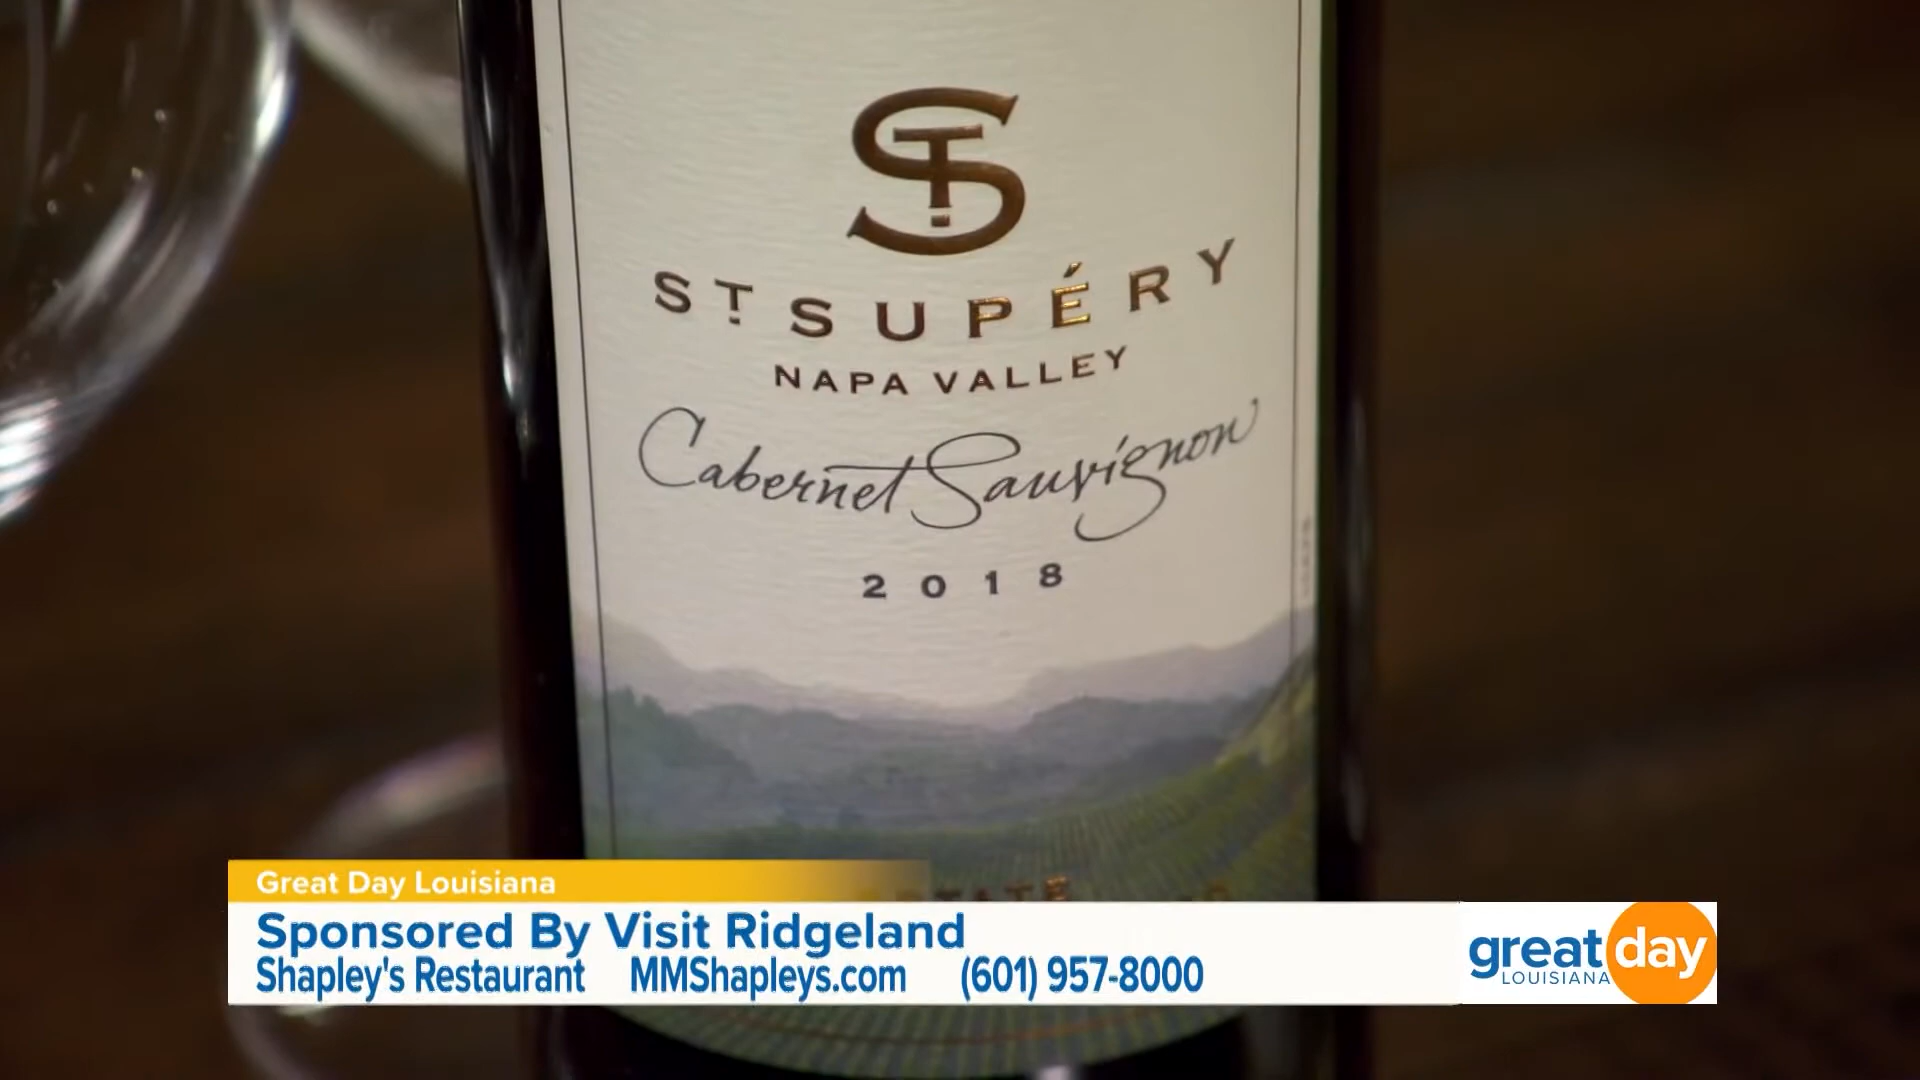 ST
ST SUPÉRY
NAPA VALLEY
Cabernet Sauvignon
2018
ESTATE
Great Day Louisiana
Sponsored By Visit Ridgeland
Shapley's Restaurant MMShapleys.com (601) 957-8000
great day
LOUISIANA